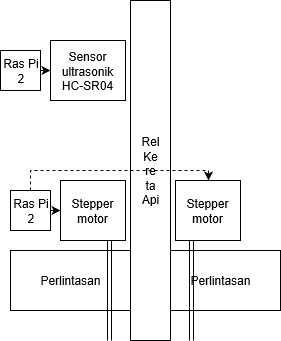 Sensor
ultrasonik
HC-SR04
Ras Pi
2
Rel
Ke
re
ta
Api
Ras Pi
2
Stepper
motor
Stepper
motor
Perlintasan
Perlintasan